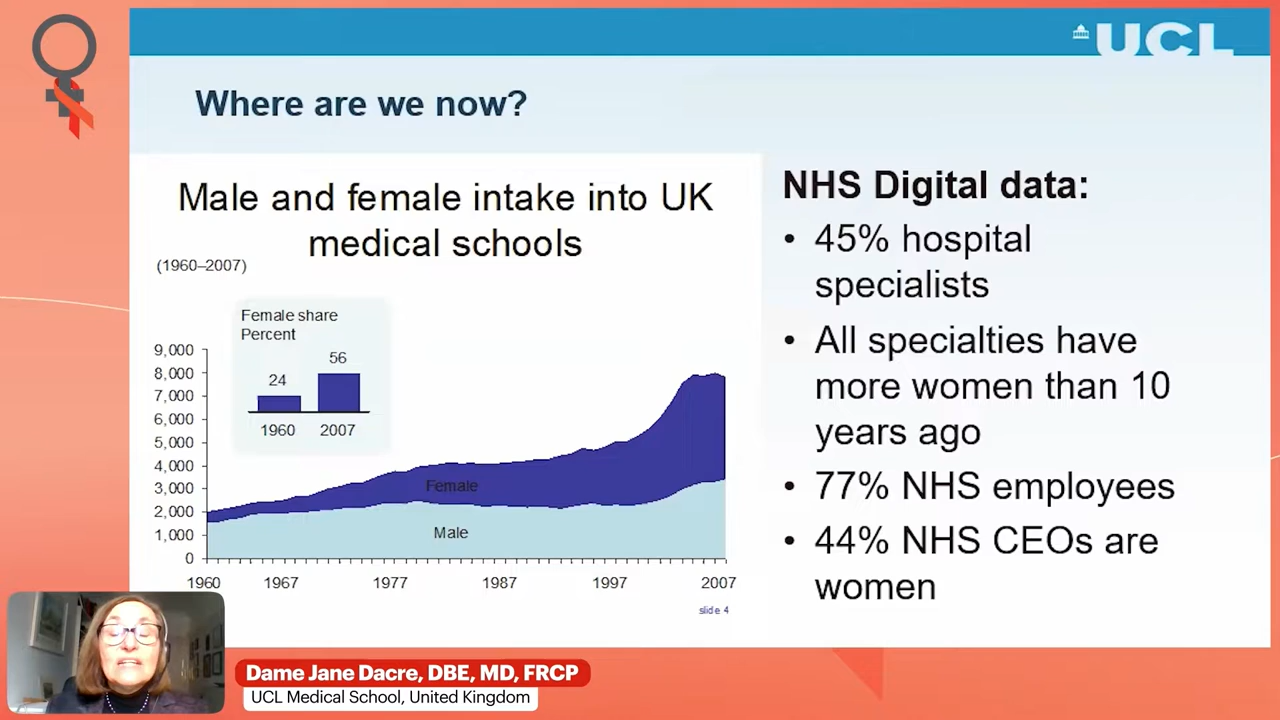 UCL
Where are we now?
Male and female intake into UK
medical schools
(1960–2007)
Female share
Percent
24
56
1960
2007
9,000
8,000
7,000
6,000
5,000
4,000
3,000
2,000
1,000
0
Female
Male
1960
1967
1977
1987
1997
2007
slide 4
NHS Digital data:
• 45% hospital
specialists
• All specialties have
more women than 10
years ago
• 77% NHS employees
• 44% NHS CEOs are
women
Dame Jane Dacre, DBE, MD, FRCP
UCL Medical School, United Kingdom